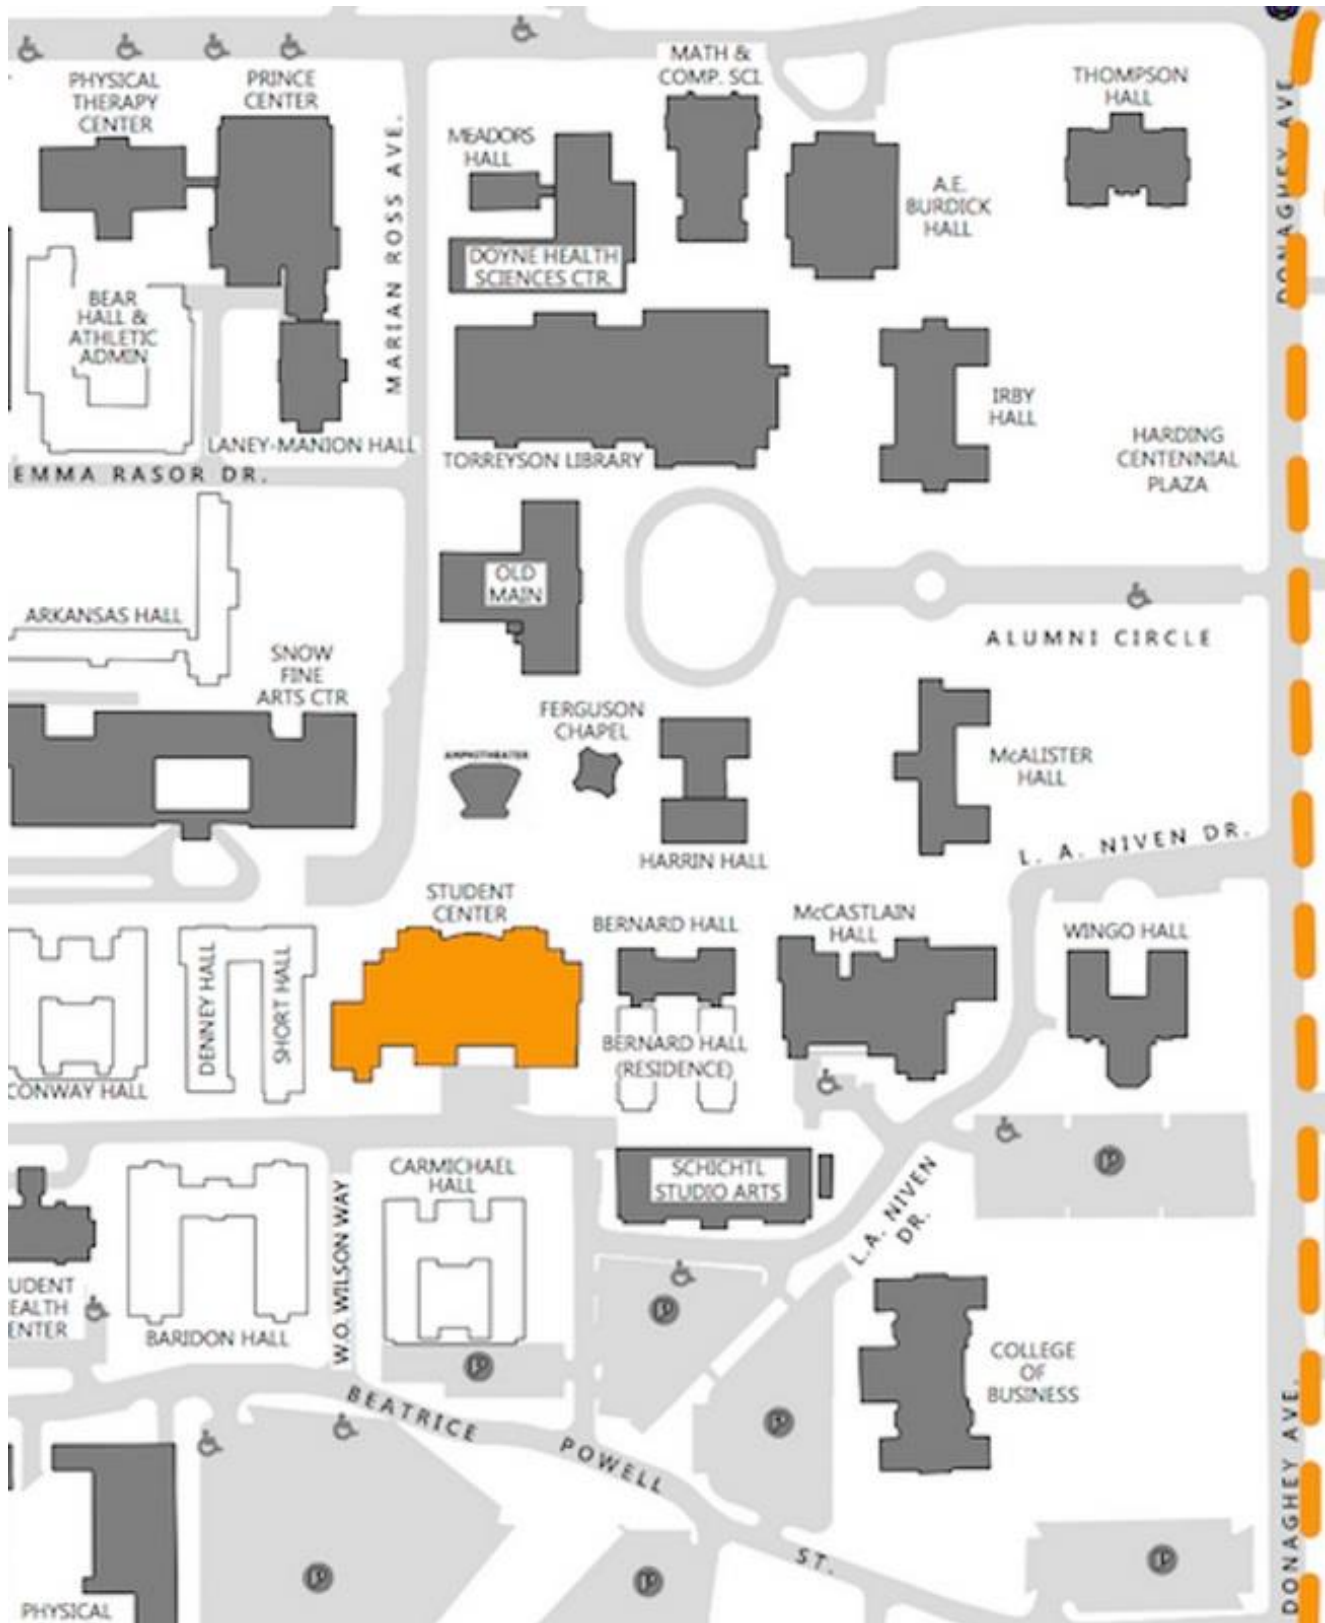 PHYSICAL
THERAPY
CENTER
PRINCE
CENTER
MARIAN ROSS AVE.
MEADORS
HALL
MATH &
COMP. SCI.
THOMPSON
HALL
DONAGHEY AVE
A.E.
BURDICK
HALL
DOYNE HEALTH
SCIENCES CTR.
BEAR
HALL &
ATHLETIC
ADMIN
LANEY-MANION HALL
TORREYSON LIBRARY
IRBY
HALL
HARDING
CENTENNIAL
PLAZA
EMMA RASOR DR.
OLD
MAIN
ARKANSAS HALL
ALUMNI CIRCLE
SNOW
FINE
ARTS CTR
FERGUSON
CHAPEL
AMPHITHEATER
McALISTER
HALL
HARRIN HALL
L. A. NIVEN DR.
STUDENT
CENTER
BERNARD HALL
McCASTLAIN
HALL
WINGO HALL
DENNEY HALL
SHORT HALL
BERNARD HALL
(RESIDENCE)
CONWAY HALL
CARMICHAEL
HALL
SCHICHTL
STUDIO ARTS
W.O. WILSON WAY
L.A. NIVEN
DR.
UDENT
EALTH
ENTER
BARIDON HALL
COLLEGE
OF
BUSINESS
BEATRICE POWELL ST.
DONAGHEY AVE.
PHYSICAL